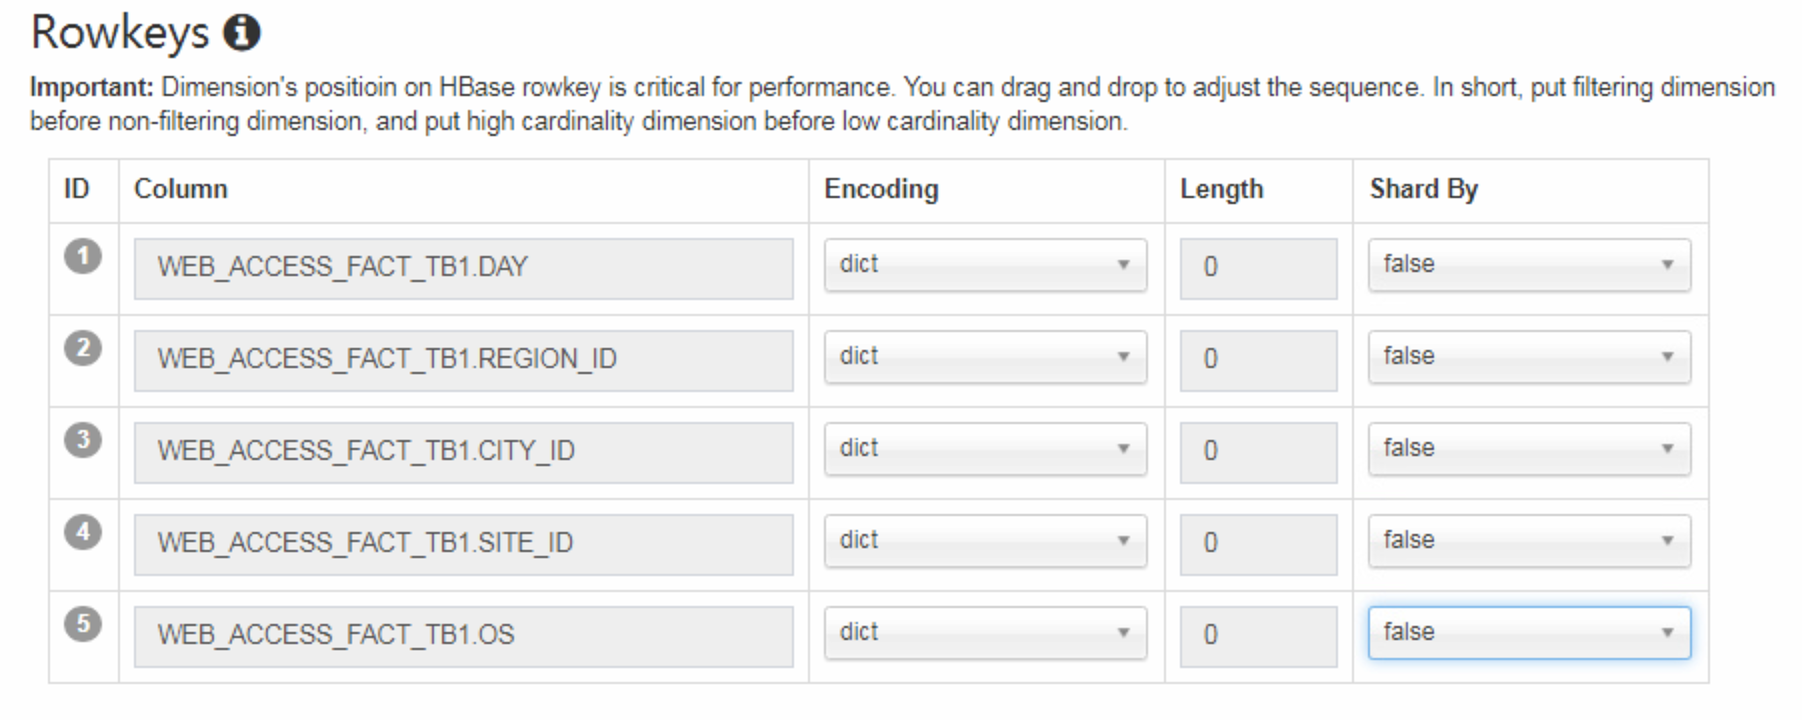 Rowkeys
Important: Dimension's positioin on HBase rowkey is critical for performance. You can drag and drop to adjust the sequence. In short, put filtering dimension
before non-filtering dimension, and put high cardinality dimension before low cardinality dimension.
ID Column Encoding Length Shard By
1 WEB_ACCESS_FACT_TB1.DAY dict 0 false
2 WEB_ACCESS_FACT_TB1.REGION_ID dict 0 false
3 WEB_ACCESS_FACT_TB1.CITY_ID dict 0 false
4 WEB_ACCESS_FACT_TB1.SITE_ID dict 0 false
5 WEB_ACCESS_FACT_TB1.OS dict 0 false